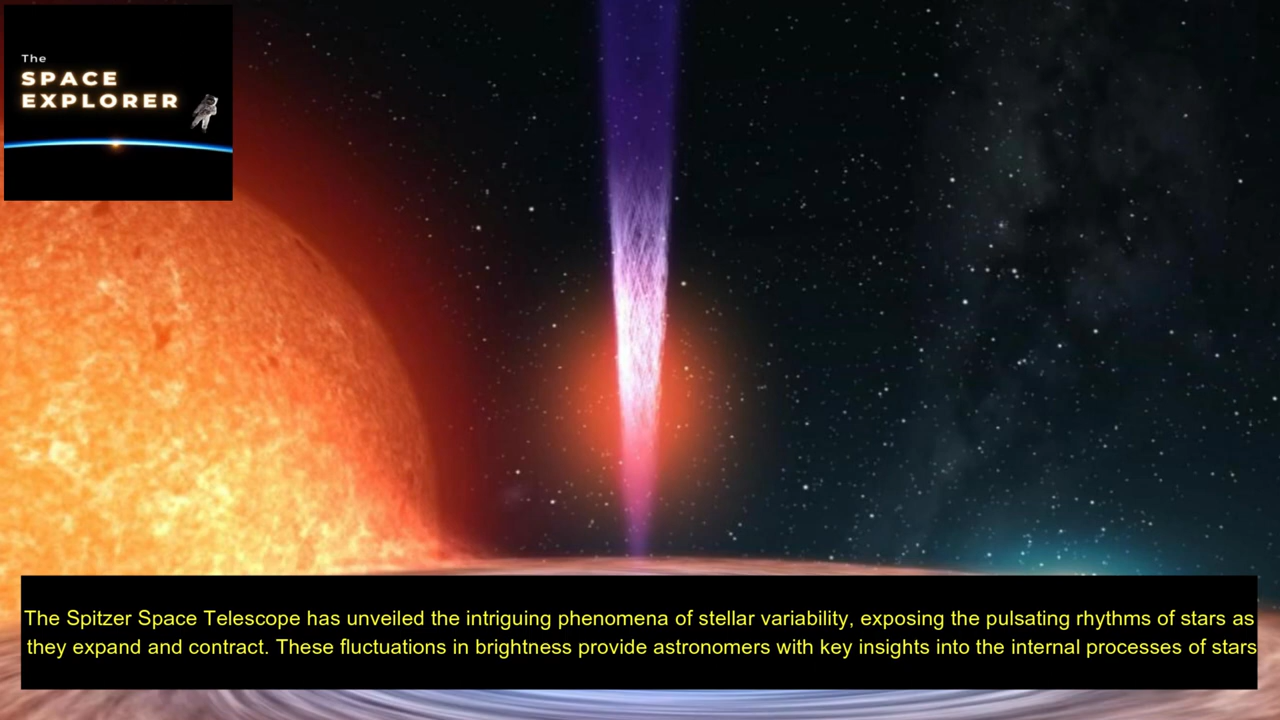 The
SPACE
EXPLORER
The Spitzer Space Telescope has unveiled the intriguing phenomena of stellar variability, exposing the pulsating rhythms of stars as
they expand and contract. These fluctuations in brightness provide astronomers with key insights into the internal processes of stars